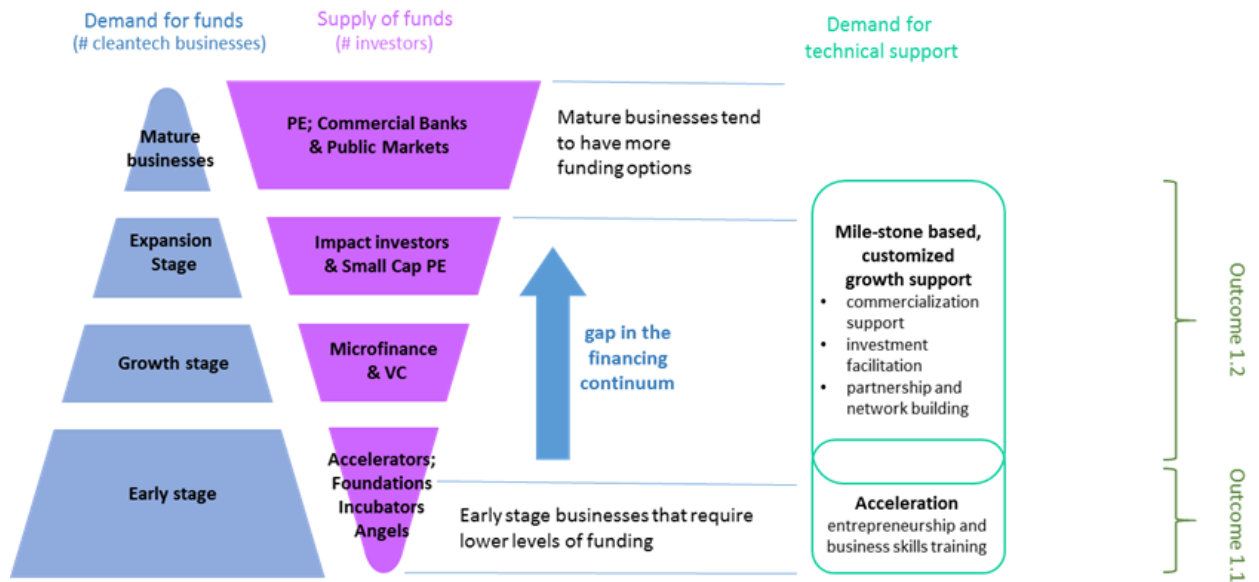 Demand for funds
(# cleantech businesses)
Supply of funds
(# investors)
Demand for
technical support
Mature
businesses
PE; Commercial Banks
& Public Markets
Mature businesses tend
to have more
funding options
Expansion
Stage
Impact investors
& Small Cap PE
Growth stage
Microfinance
& VC
gap in the
financing
continuum
Early stage
Accelerators;
Foundations
Incubators
Angels
Early stage businesses that require
lower levels of funding
Mile-stone based,
customized
growth support
• commercialization
support
• investment
facilitation
• partnership and
network building
Acceleration
entrepreneurship and
business skills training
Outcome 1.2
Outcome 1.1